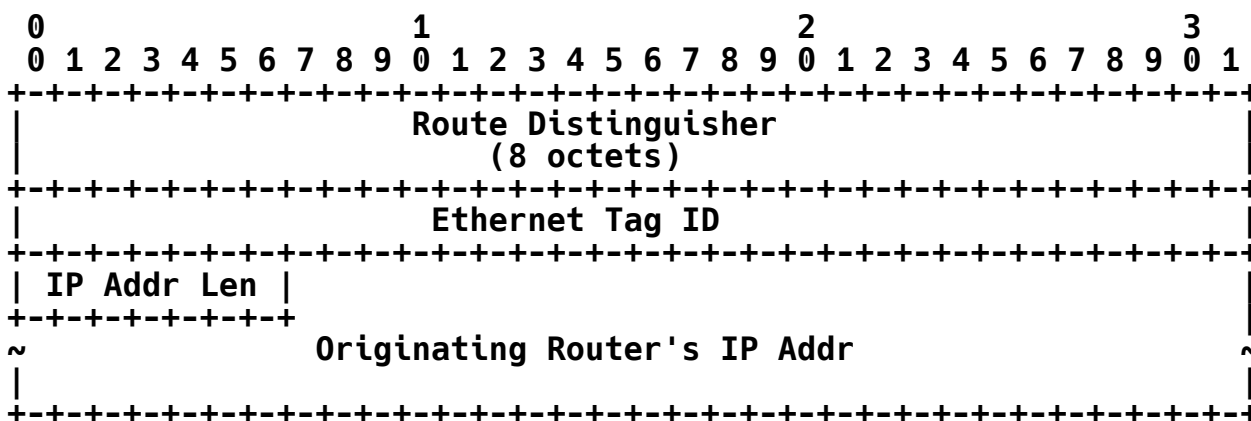 0                   1                   2                   3
0 1 2 3 4 5 6 7 8 9 0 1 2 3 4 5 6 7 8 9 0 1 2 3 4 5 6 7 8 9 0 1
+-+-+-+-+-+-+-+-+-+-+-+-+-+-+-+-+-+-+-+-+-+-+-+-+-+-+-+-+-+-+-+-+
|                    Route Distinguisher                        |
|                        (8 octets)                             |
+-+-+-+-+-+-+-+-+-+-+-+-+-+-+-+-+-+-+-+-+-+-+-+-+-+-+-+-+-+-+-+-+
|                     Ethernet Tag ID                           |
+-+-+-+-+-+-+-+-+-+-+-+-+-+-+-+-+-+-+-+-+-+-+-+-+-+-+-+-+-+-+-+-+
| IP Addr Len |                                                 |
+-+-+-+-+-+-+-+                                                 |
~               Originating Router's IP Addr                    ~
|                                                               |
+-+-+-+-+-+-+-+-+-+-+-+-+-+-+-+-+-+-+-+-+-+-+-+-+-+-+-+-+-+-+-+-+